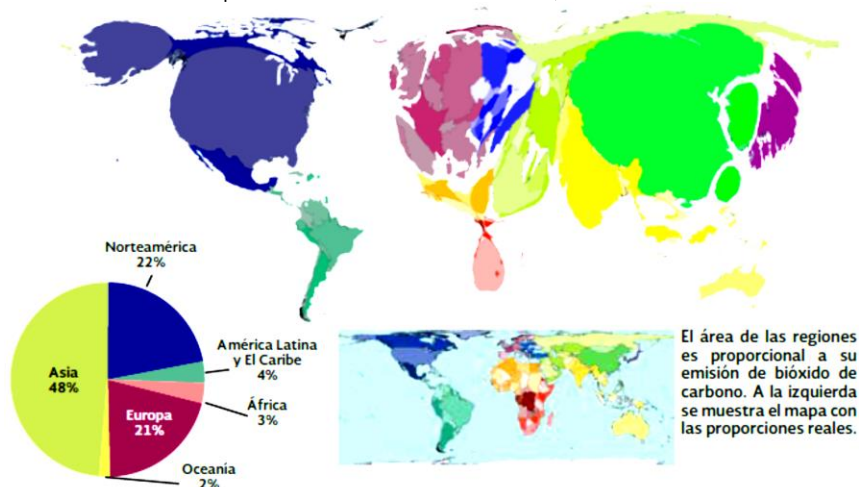 Norteamérica
22%
América Latina
y El Caribe
4%
Asia
48%
África
3%
Europa
21%
Oceanía
2%
El área de las regiones
es proporcional a su
emisión de bióxido de
carbono. A la izquierda
se muestra el mapa con
las proporciones reales.